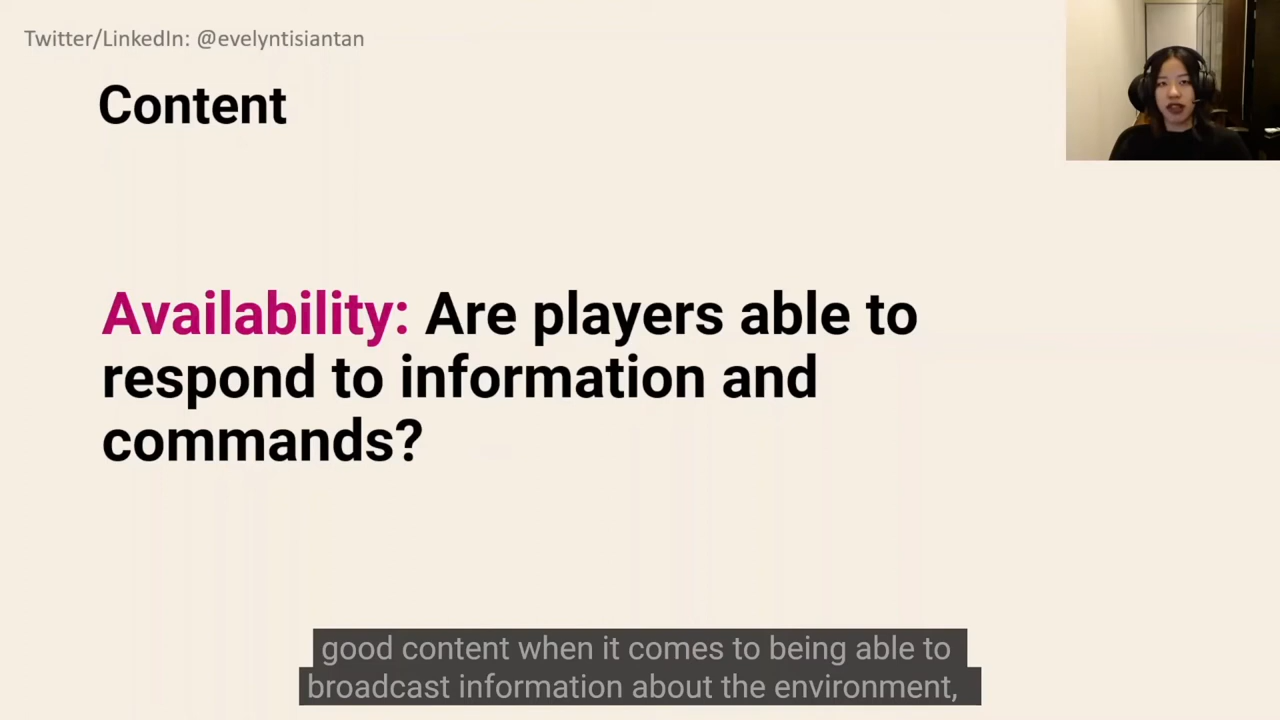 Twitter/LinkedIn: @evelyntisiantan
Content
Availability: Are players able to
respond to information and
commands?
good content when it comes to being able to
broadcast information about the environment,